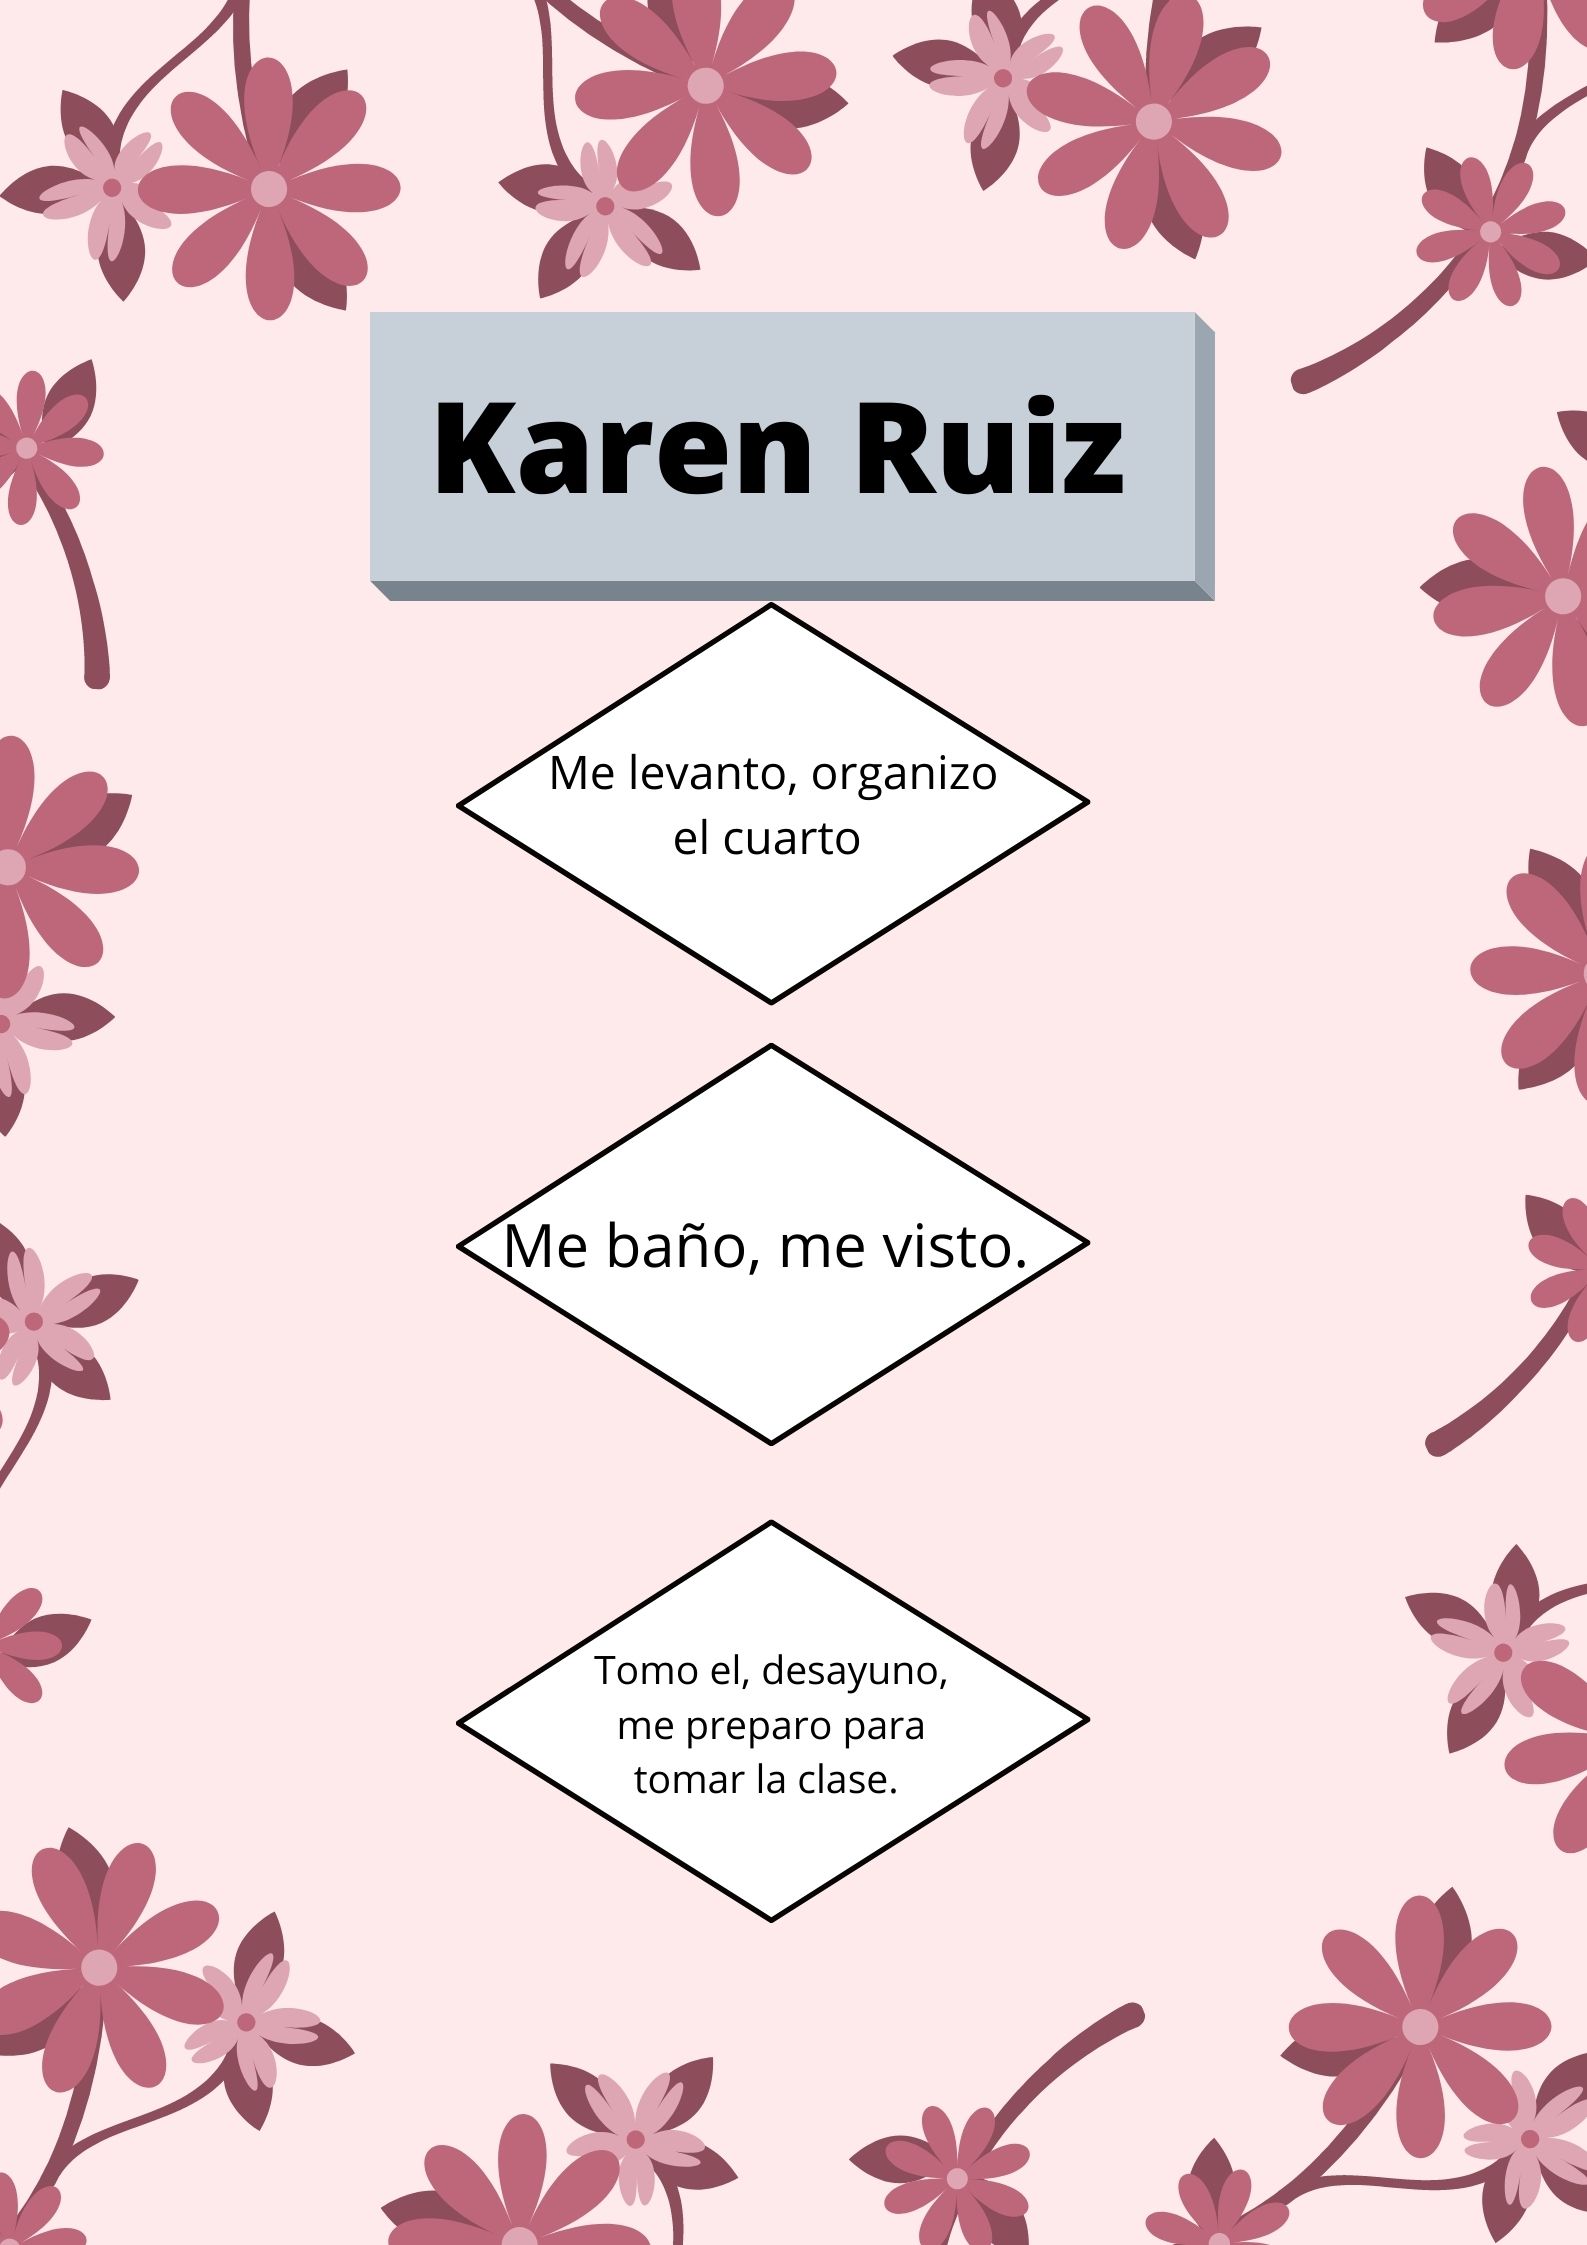 Karen Ruiz
Me levanto, organizo
el cuarto
Me baño, me visto.
Tomo el, desayuno,
me preparo para
tomar la clase.